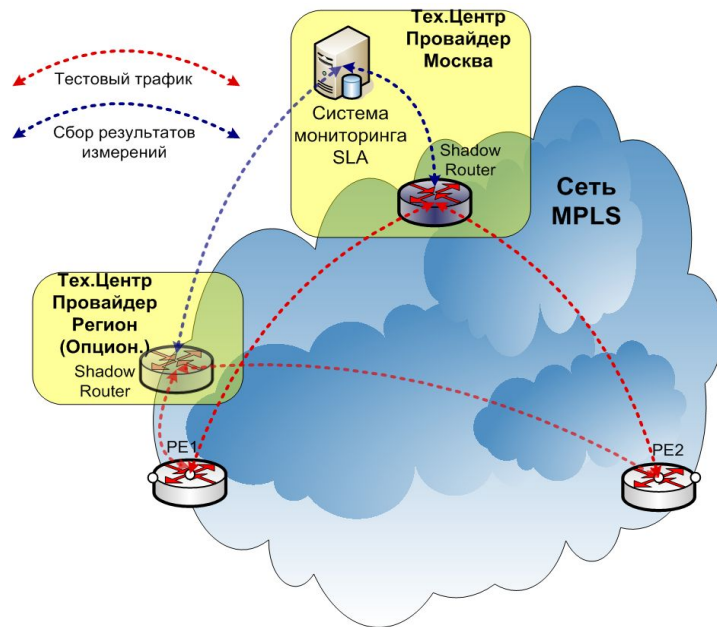 Тестовый трафик
Сбор результатов
измерений
Тех.Центр
Провайдер
Москва
Система
мониторинга
SLA
Shadow
Router
Сеть
MPLS
Тех.Центр
Провайдер
Регион
(Опцион.)
Shadow
Router
PE1
PE2